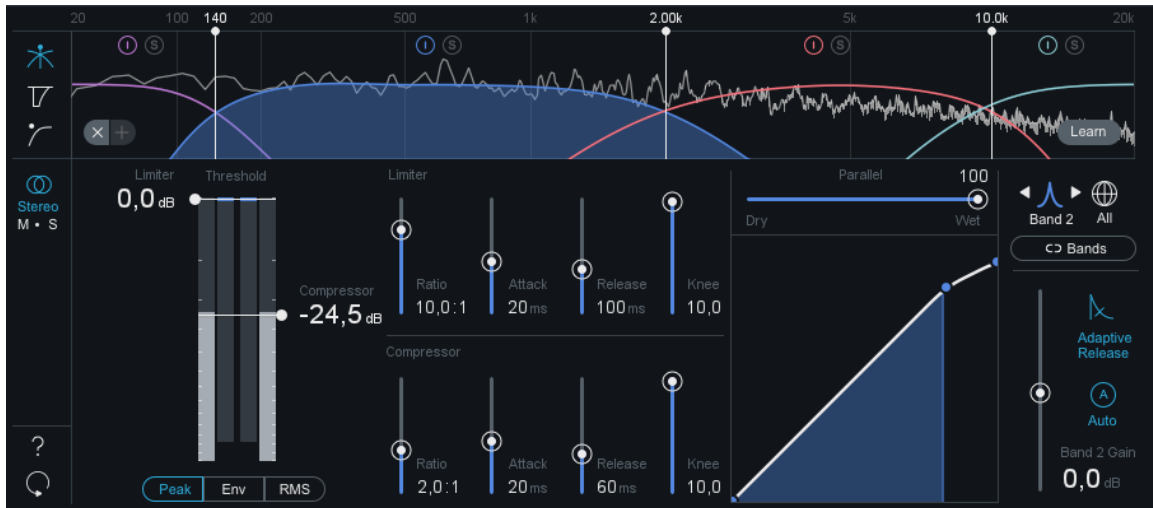 20 100 140 200 500 1k 2.00k 5k 10.0k 20k
I S I S I S I S
Learn
Stereo
M • S
Limiter Threshold
0,0 dB
Compressor
-24,5 dB
Peak Env RMS
Limiter
Ratio Attack Release Knee
10,0:1 20 ms 100 ms 10,0
Compressor
Ratio Attack Release Knee
2,0:1 20 ms 60 ms 10,0
Parallel 100
Dry Wet
Band 2 All
Bands
Adaptive
Release
A
Auto
Band 2 Gain
0,0 dB
?